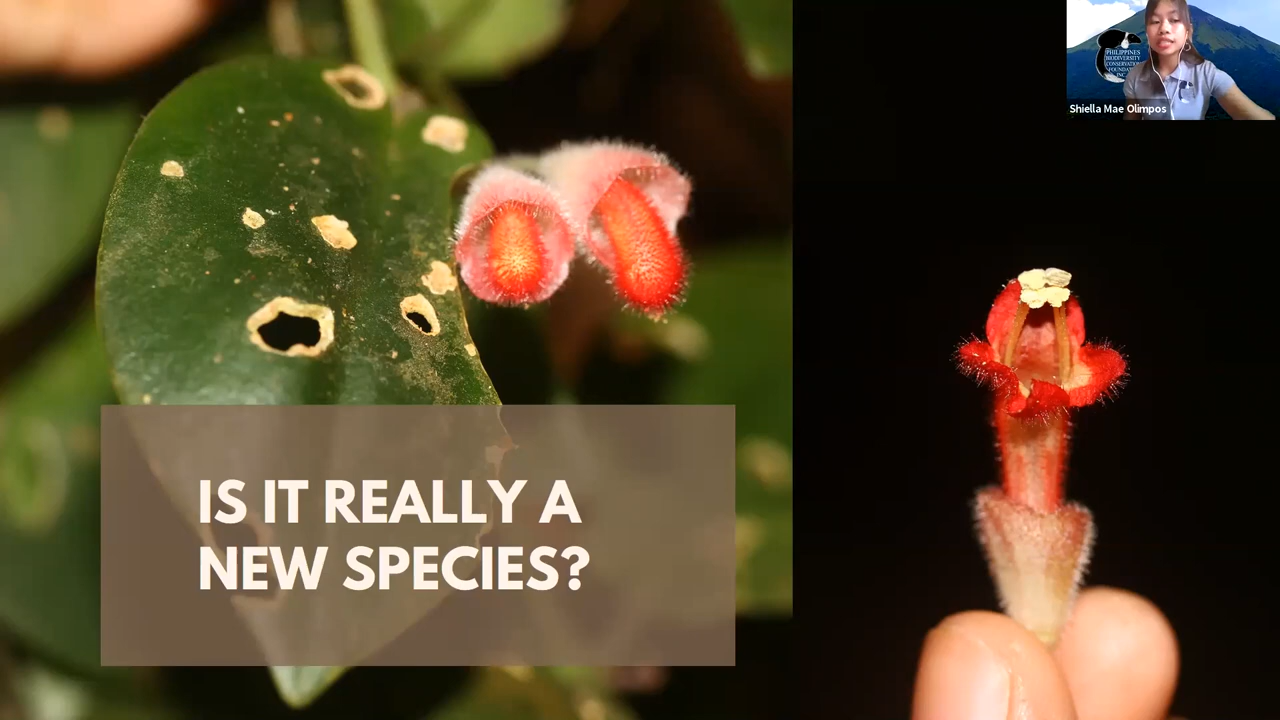 IS IT REALLY A
NEW SPECIES?
PHILIPPINES
BIODIVERSITY
CONSERVATION
FOUNDATION
INC.
Shiella Mae Olimpos